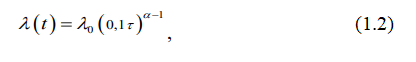 λ(t) = λ₀(0,1τ)^{α−1}, (1.2)